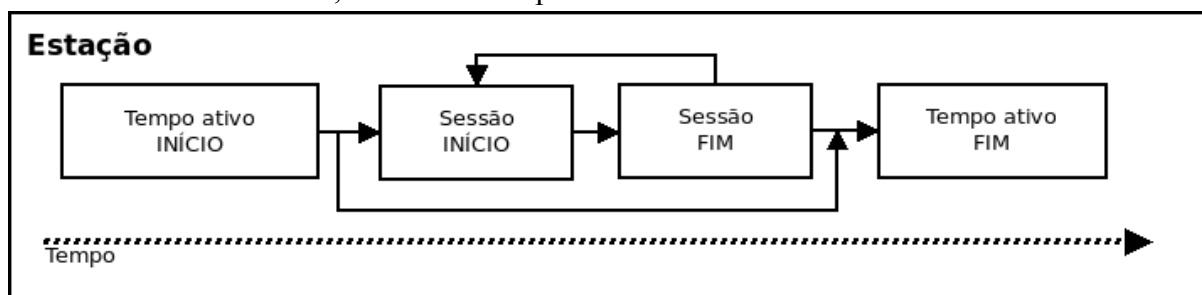 Estação
Tempo ativo
INÍCIO
Sessão
INÍCIO
Sessão
FIM
Tempo ativo
FIM
Tempo